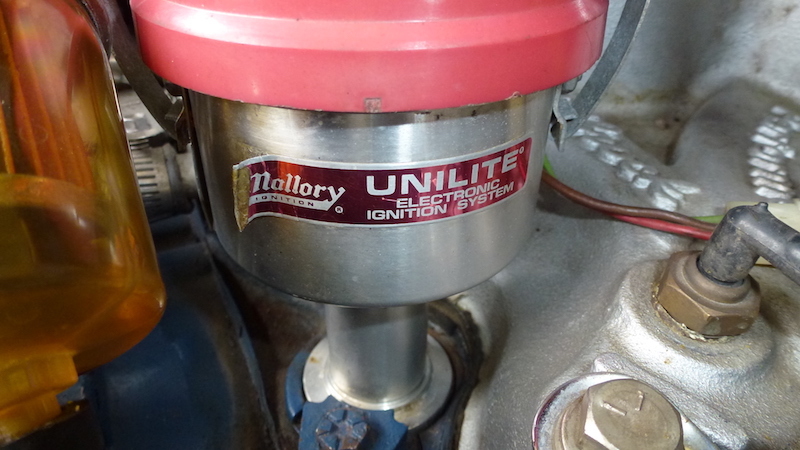 Mallory
IGNITION
®
UNILITE®
ELECTRONIC
IGNITION SYSTEM